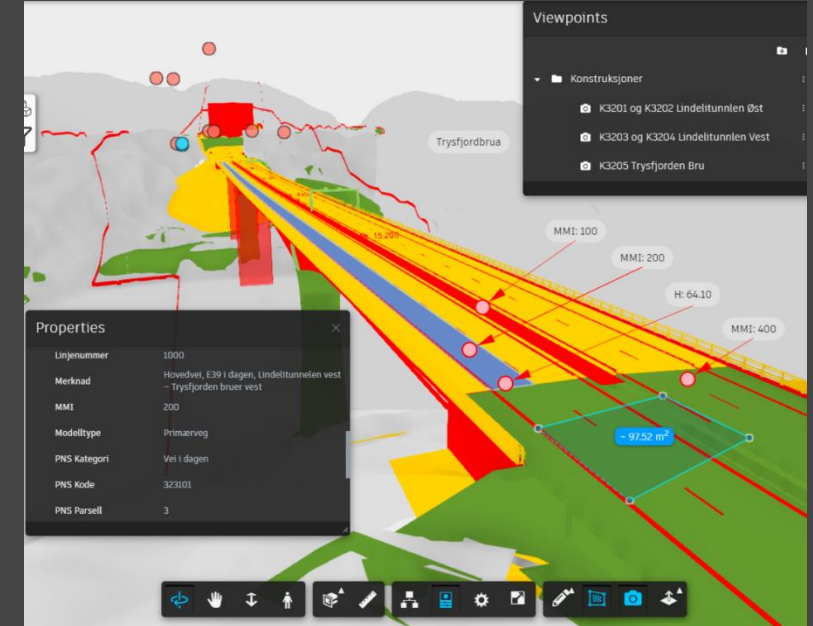 Viewpoints
Konstruksjoner
K3201 og K3202 Lindelitunnlen Øst
K3203 og K3204 Lindelitunnlen Vest
K3205 Trysfjorden Bru
Trysfjordbrua
MMI: 100
MMI: 200
H: 64.10
MMI: 400
15.200
~ 97.52 m²
Properties
Linjenummer 1000
Merknad Hovedvei, E39 i dagen, Lindelitunnelen vest
– Trysfjorden bruer vest
MMI 200
Modelltype Primærveg
PNS Kategori Vei i dagen
PNS Kode 323101
PNS Parsell 3